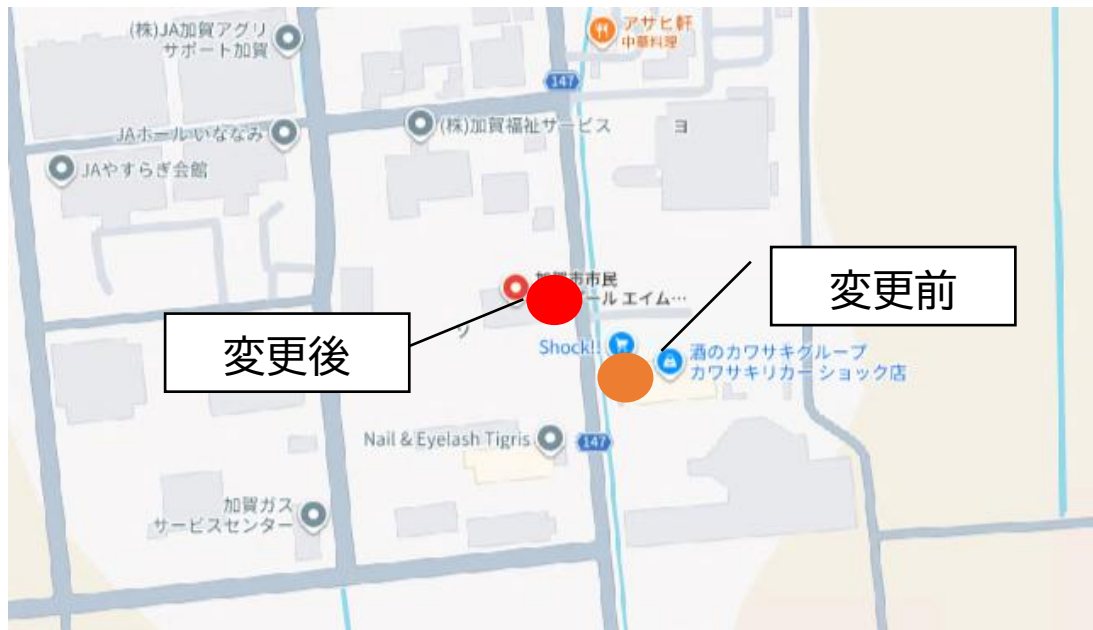 (株)JA加賀アグリ
サポート加賀
アサヒ軒
中華料理
147
JAホールいななみ
(株)加賀福祉サービス
ヨ
JAやすらぎ会館
市民
ール エイム…
変更前
変更後
リ
Shock!!
酒のカワサキグループ
カワサキリカー ショック店
Nail & Eyelash Tigris
147
加賀ガス
サービスセンター